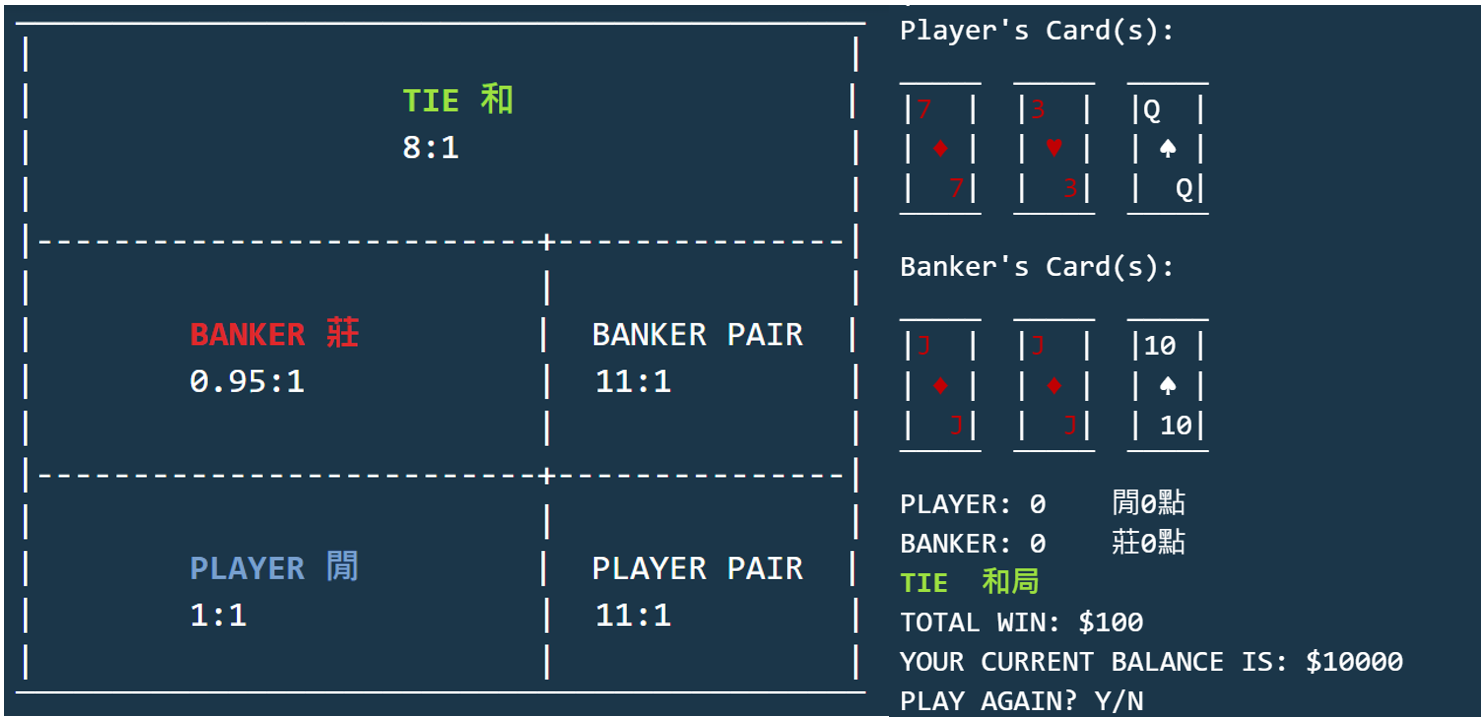 TIE 和
8:1
BANKER 莊
BANKER PAIR
0.95:1
11:1
PLAYER 閒
PLAYER PAIR
1:1
11:1
Player's Card(s):
7 3 Q
♦ ♥ ♠
7 3 Q
Banker's Card(s):
J J 10
♦ ♦ ♠
J J 10
PLAYER: 0 閒0點
BANKER: 0 莊0點
TIE 和局
TOTAL WIN: $100
YOUR CURRENT BALANCE IS: $10000
PLAY AGAIN? Y/N